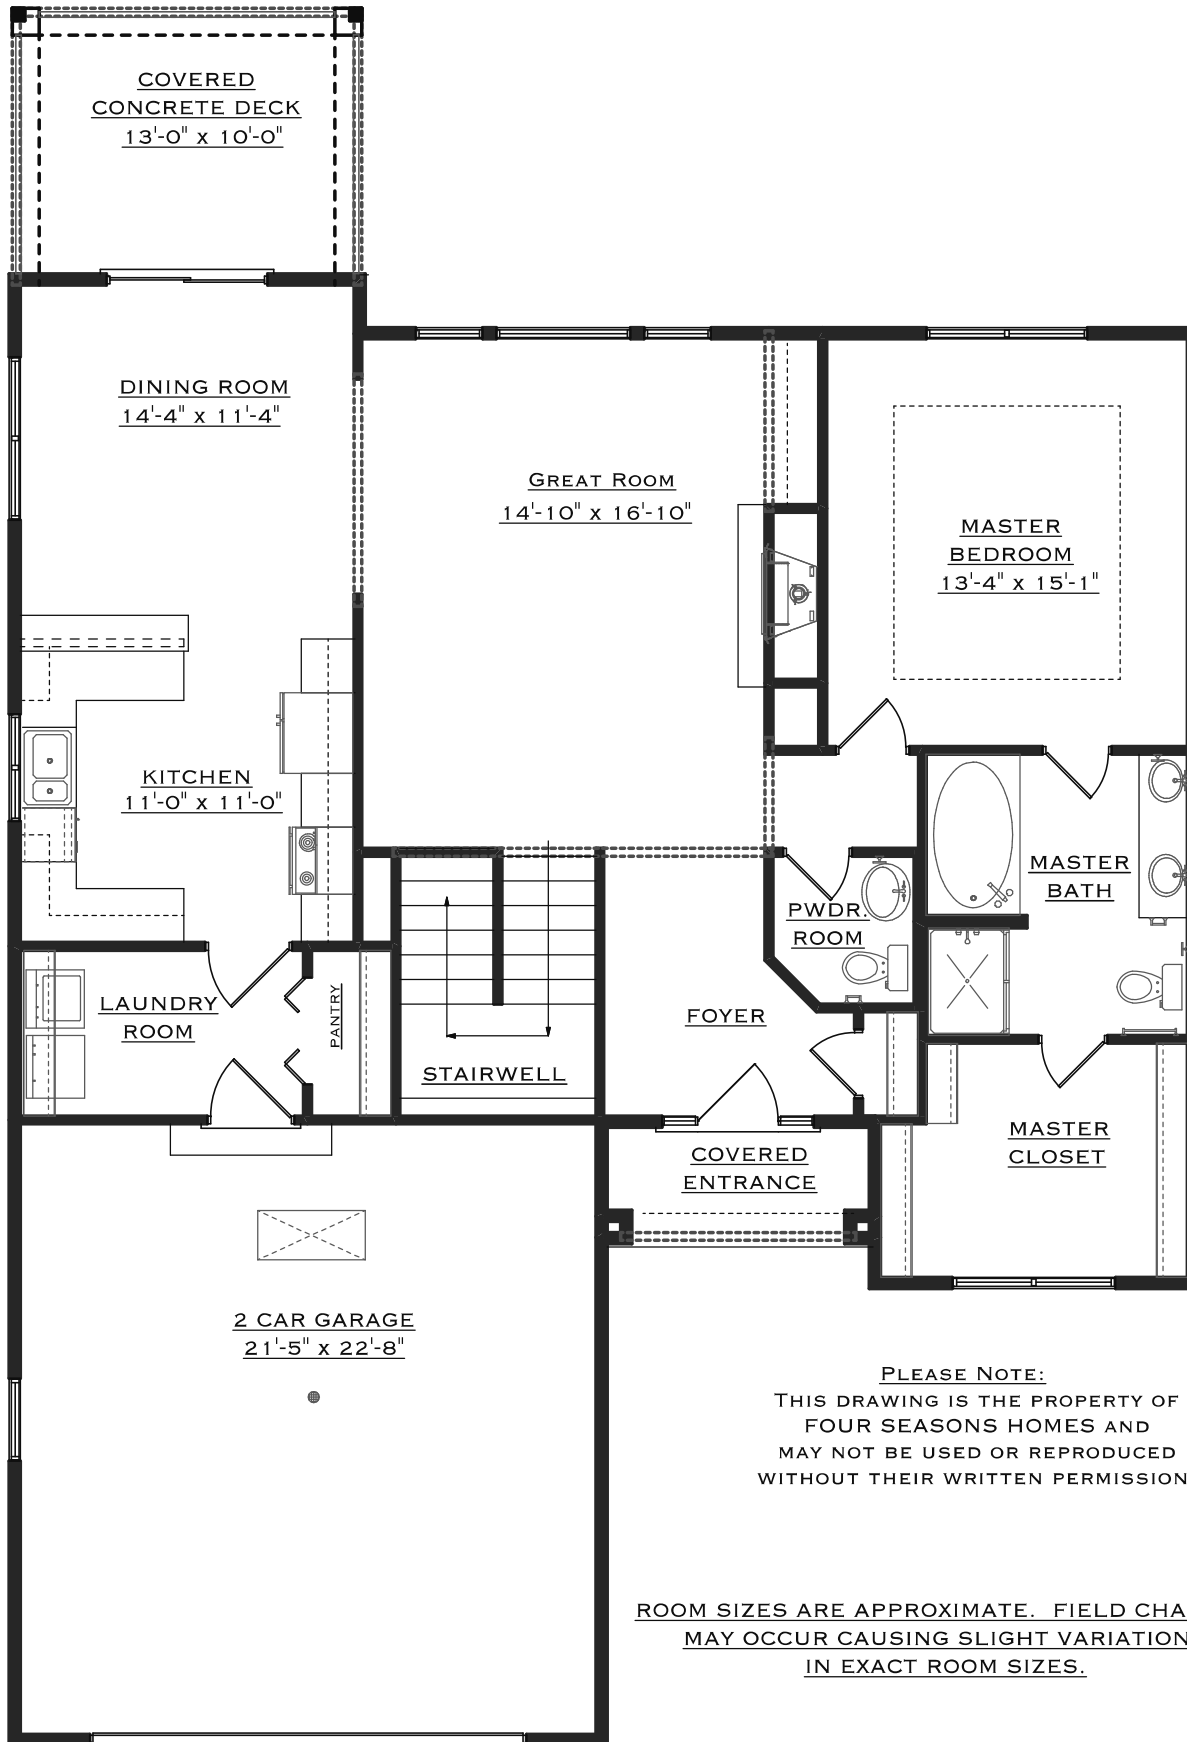 COVERED
CONCRETE DECK
13'-0" x 10'-0"
DINING ROOM
14'-4" x 11'-4"
GREAT ROOM
14'-10" x 16'-10"
MASTER
BEDROOM
13'-4" x 15'-1"
KITCHEN
11'-0" x 11'-0"
MASTER
BATH
PWDR.
ROOM
LAUNDRY
ROOM
PANTRY
FOYER
STAIRWELL
MASTER
CLOSET
COVERED
ENTRANCE
2 CAR GARAGE
21'-5" x 22'-8"
PLEASE NOTE:
THIS DRAWING IS THE PROPERTY OF
FOUR SEASONS HOMES AND
MAY NOT BE USED OR REPRODUCED
WITHOUT THEIR WRITTEN PERMISSION
ROOM SIZES ARE APPROXIMATE. FIELD CHA
MAY OCCUR CAUSING SLIGHT VARIATION
IN EXACT ROOM SIZES.